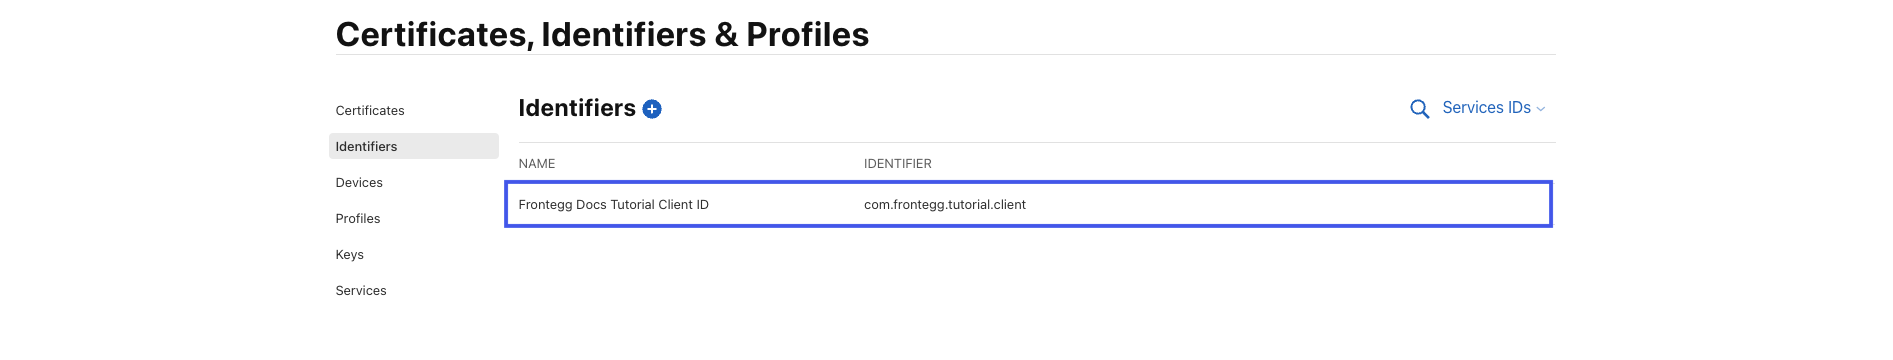 Certificates, Identifiers & Profiles
Certificates
Identifiers
Devices
Profiles
Keys
Services
Identifiers
Services IDs
NAME IDENTIFIER
Frontegg Docs Tutorial Client ID com.frontegg.tutorial.client